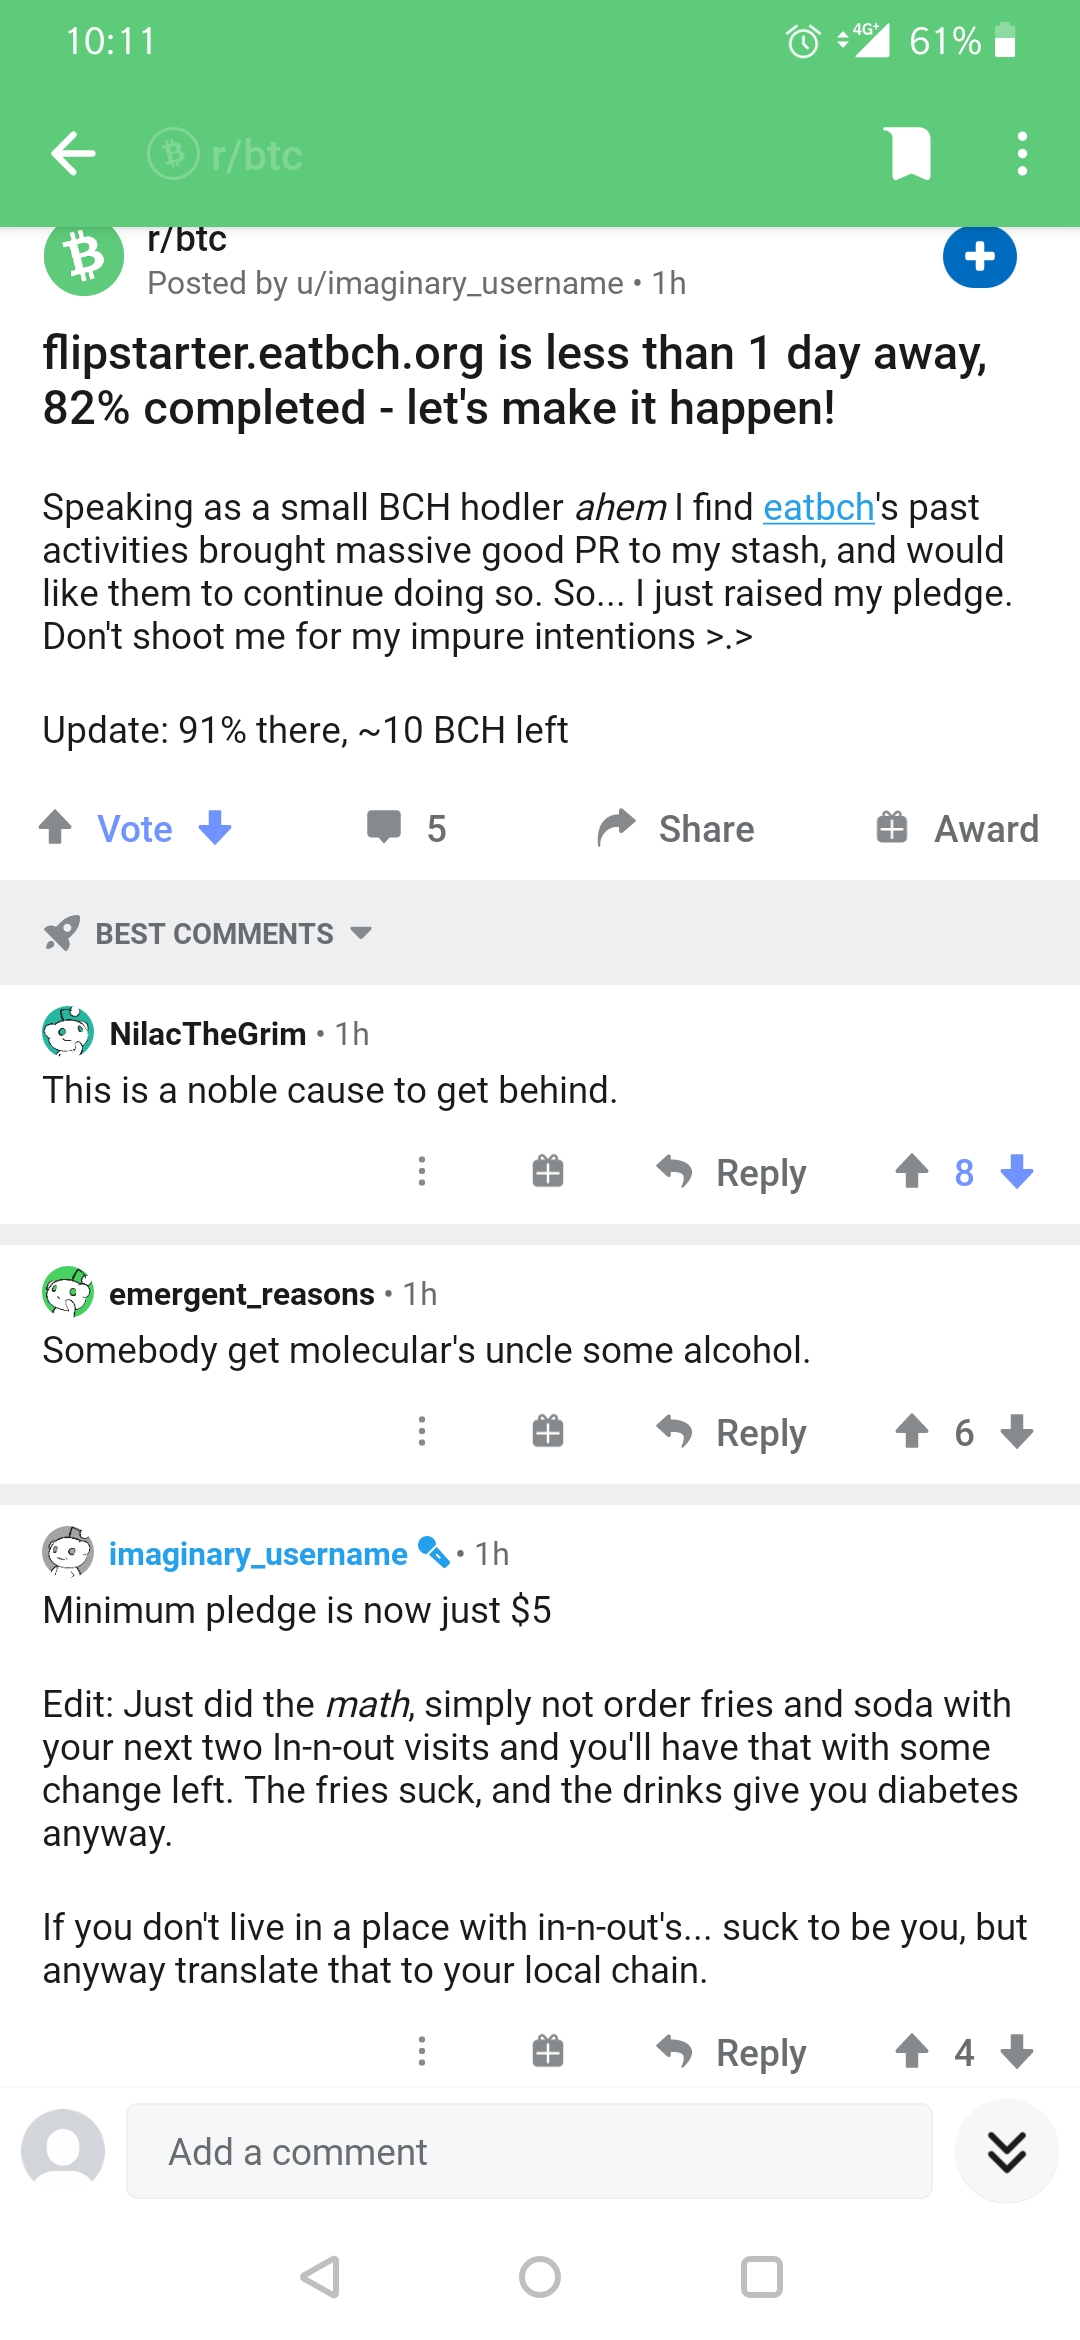 10:11
4G+ 61%
r/btc
r/btc
Posted by u/imaginary_username • 1h
flipstarter.eatbch.org is less than 1 day away,
82% completed - let's make it happen!
Speaking as a small BCH hodler ahem I find eatbch's past
activities brought massive good PR to my stash, and would
like them to continue doing so. So... I just raised my pledge.
Don't shoot me for my impure intentions >.>
Update: 91% there, ~10 BCH left
Vote 5 Share Award
BEST COMMENTS
NilacTheGrim • 1h
This is a noble cause to get behind.
Reply 8
emergent_reasons • 1h
Somebody get molecular's uncle some alcohol.
Reply 6
imaginary_username • 1h
Minimum pledge is now just $5
Edit: Just did the math, simply not order fries and soda with
your next two In-n-out visits and you'll have that with some
change left. The fries suck, and the drinks give you diabetes
anyway.
If you don't live in a place with in-n-out's... suck to be you, but
anyway translate that to your local chain.
Reply 4
Add a comment